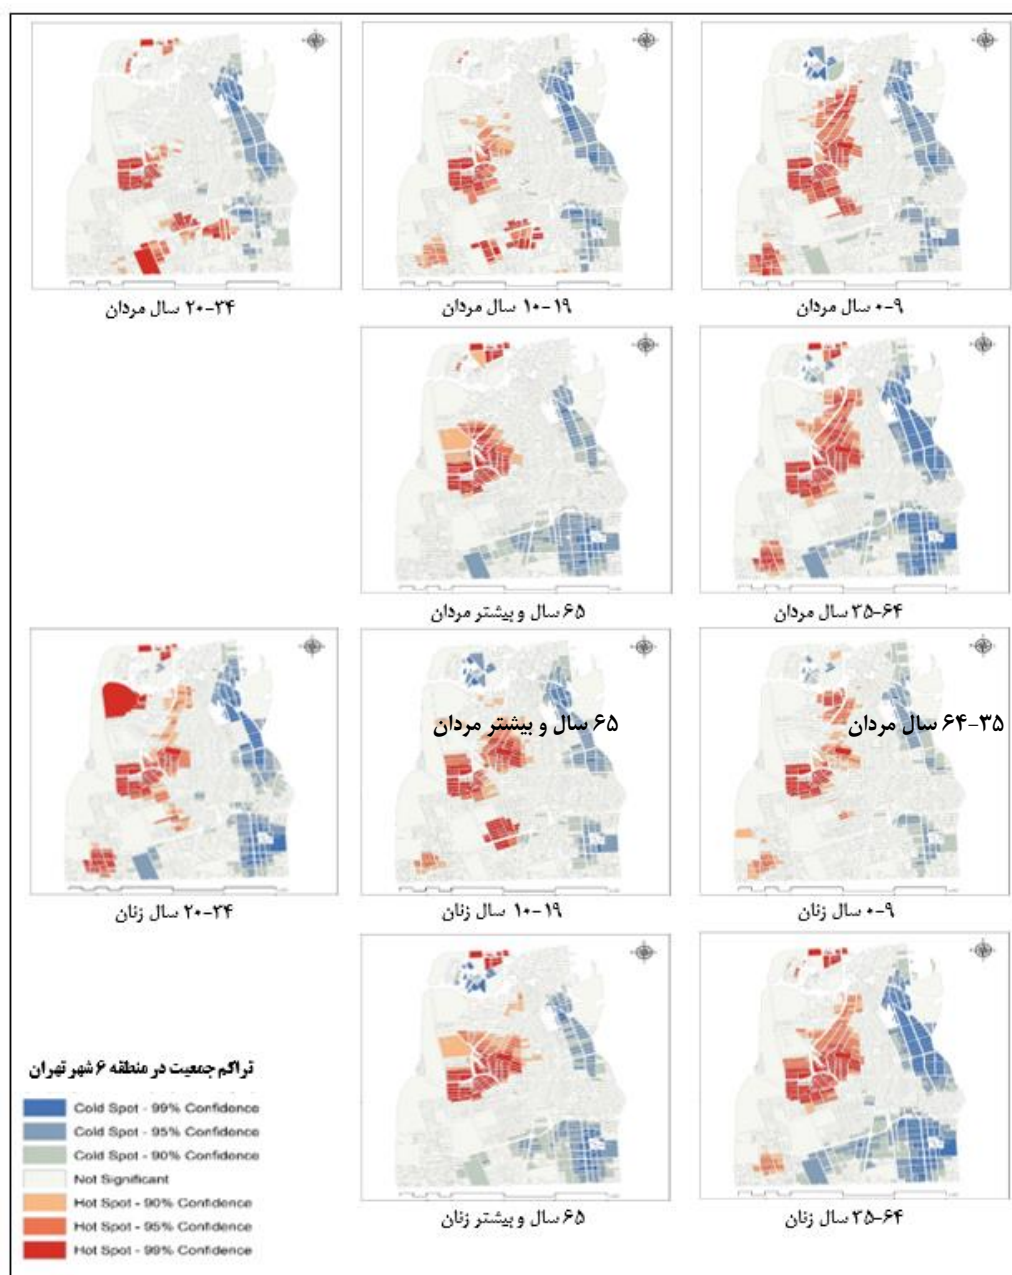 ۰-۹ سال مردان
۱۰-۱۹ سال مردان
۲۰-۳۴ سال مردان
۳۵-۶۴ سال مردان
۶۵ سال و بیشتر مردان
۶۴-۳۵ سال مردان
۶۵ سال و بیشتر مردان
۰-۹ سال زنان
۱۰-۱۹ سال زنان
۲۰-۳۴ سال زنان
۳۵-۶۴ سال زنان
۶۵ سال و بیشتر زنان
تراکم جمعیت در منطقه ۶ شهر تهران
Cold Spot - 99% Confidence
Cold Spot - 95% Confidence
Cold Spot - 90% Confidence
Not Significant
Hot Spot - 90% Confidence
Hot Spot - 95% Confidence
Hot Spot - 99% Confidence